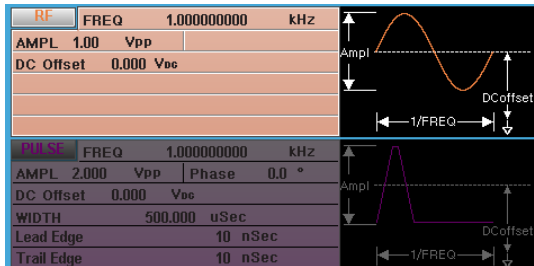 RF FREQ 1.000000000 kHz
AMPL 1.00 Vpp
DC Offset 0.000 VDC
Ampl
DCoffset
1/FREQ
PULSE FREQ 1.000000000 kHz
AMPL 2.000 Vpp Phase 0.0 °
DC Offset 0.000 VDC
WIDTH 500.000 uSec
Lead Edge 10 nSec
Trail Edge 10 nSec
Ampl
DCoffset
1/FREQ